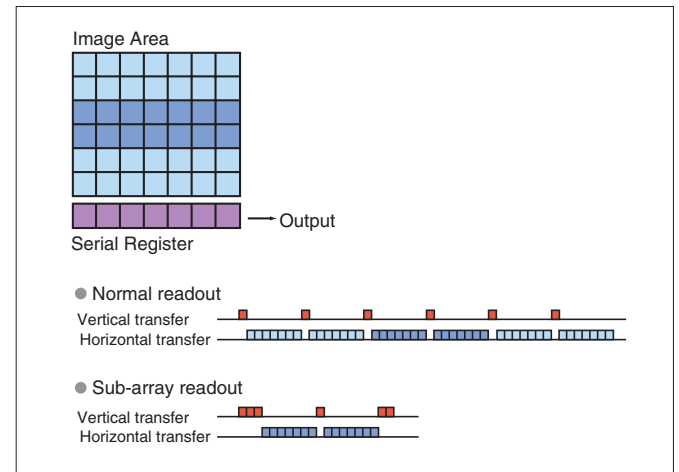 Image Area
Output
Serial Register
Normal readout
Vertical transfer
Horizontal transfer
Sub-array readout
Vertical transfer
Horizontal transfer